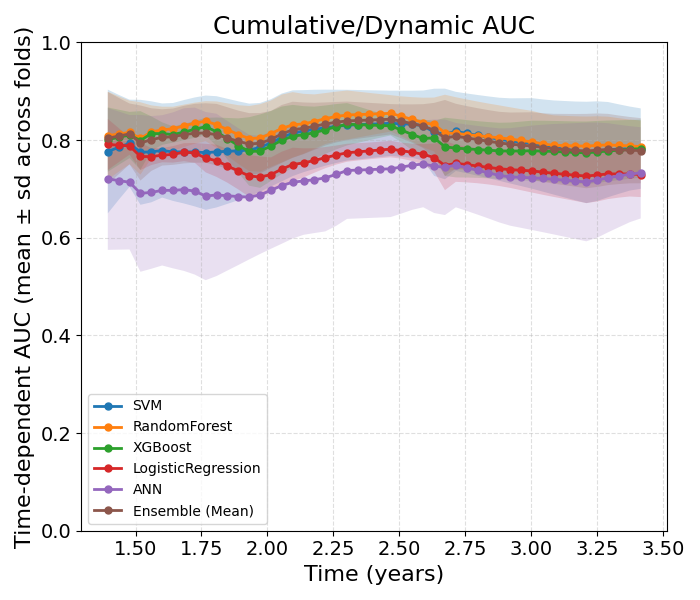 Cumulative/Dynamic AUC
Time-dependent AUC (mean ± sd across folds)
1.0
0.8
0.6
0.4
0.2
0.0
SVM
RandomForest
XGBoost
LogisticRegression
ANN
Ensemble (Mean)
1.50 1.75 2.00 2.25 2.50 2.75 3.00 3.25 3.50
Time (years)